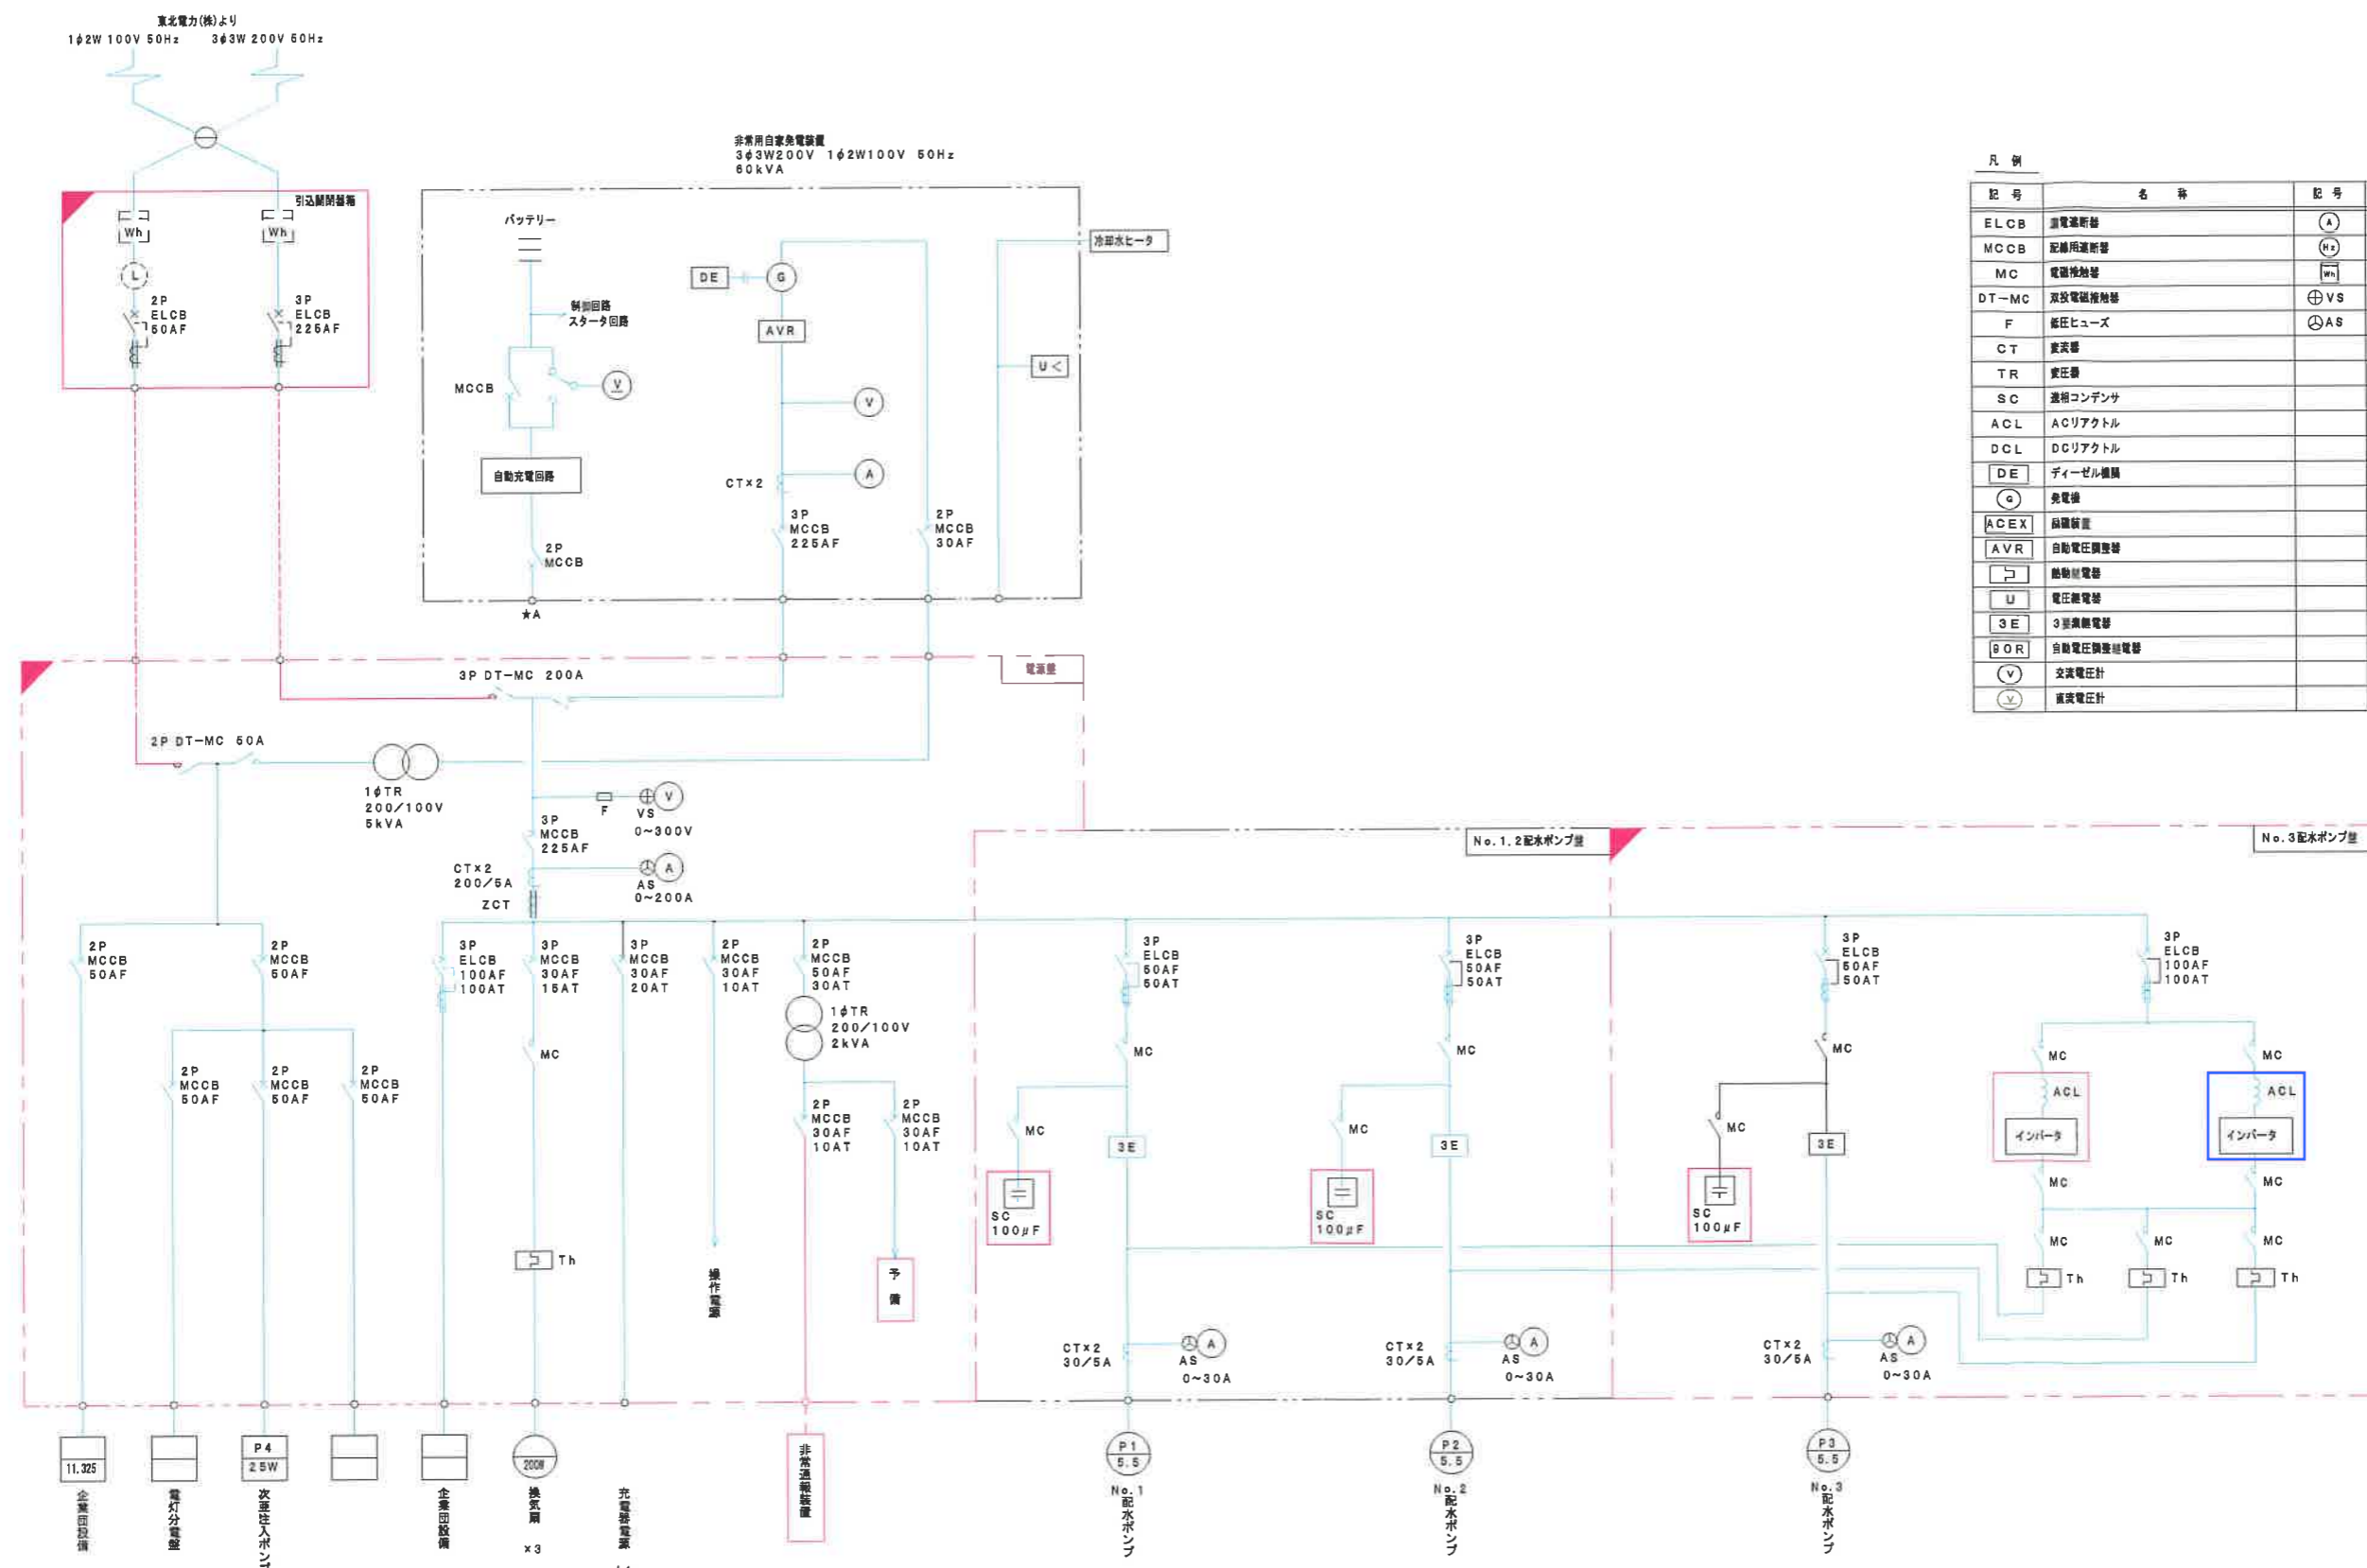 東北電力(株)より
1φ2W 100V 50Hz
3φ3W 200V 50Hz
引込開閉器箱
Wh
Wh
L
2P
ELCB
50AF
3P
ELCB
225AF
非常用自家発電装置
3φ3W200V 1φ2W100V 50Hz
60kVA
バッテリー
制御回路
スタータ回路
MCCB
V
自動充電回路
2P
MCCB
★A
DE
G
AVR
V
A
CT×2
3P
MCCB
225AF
2P
MCCB
30AF
冷却水ヒータ
U<
凡 例
記 号 名 称 記 号
ELCB 漏電遮断器 A
MCCB 配線用遮断器 Hz
MC 電磁接触器 Wh
DT-MC 双投電磁接触器 VS
F 低圧ヒューズ AS
CT 変流器
TR 変圧器
SC 進相コンデンサ
ACL ACリアクトル
DCL DCリアクトル
DE ディーゼル機関
G 発電機
ACEX 励磁装置
AVR 自動電圧調整器
熱動継電器
U 電圧継電器
3E 3要素継電器
90R 自動電圧調整継電器
V 交流電圧計
V 直流電圧計
電源盤
3P DT-MC 200A
2P DT-MC 50A
1φTR
200/100V
5kVA
F
VS
V
0~300V
3P
MCCB
225AF
CT×2
200/5A
AS
A
0~200A
ZCT
No.1.2配水ポンプ盤
No.3配水ポンプ盤
2P
MCCB
50AF
2P
MCCB
50AF
3P
ELCB
100AF
100AT
3P
MCCB
30AF
15AT
3P
MCCB
30AF
20AT
2P
MCCB
30AF
10AT
2P
MCCB
50AF
30AT
3P
ELCB
50AF
50AT
3P
ELCB
50AF
50AT
3P
ELCB
50AF
50AT
3P
ELCB
100AF
100AT
1φTR
200/100V
2kVA
2P
MCCB
50AF
2P
MCCB
50AF
2P
MCCB
50AF
MC
2P
MCCB
30AF
10AT
2P
MCCB
30AF
10AT
MC
MC
MC
MC
MC
ACL
ACL
インバータ
インバータ
MC
MC
MC
3E
3E
3E
MC
MC
SC
100μF
SC
100μF
SC
100μF
MC
MC
MC
Th
Th
Th
Th
操作電源
予備
CT×2
30/5A
AS
A
0~30A
CT×2
30/5A
AS
A
0~30A
CT×2
30/5A
AS
A
0~30A
11.325
企業団設備
電灯分電盤
P4
25W
次亜注入ポンプ
企業団設備
200W
換気扇
×3
充電器電源
非常通報装置
P1
5.5
No.1
配水ポンプ
P2
5.5
No.2
配水ポンプ
P3
5.5
No.3
配水ポンプ